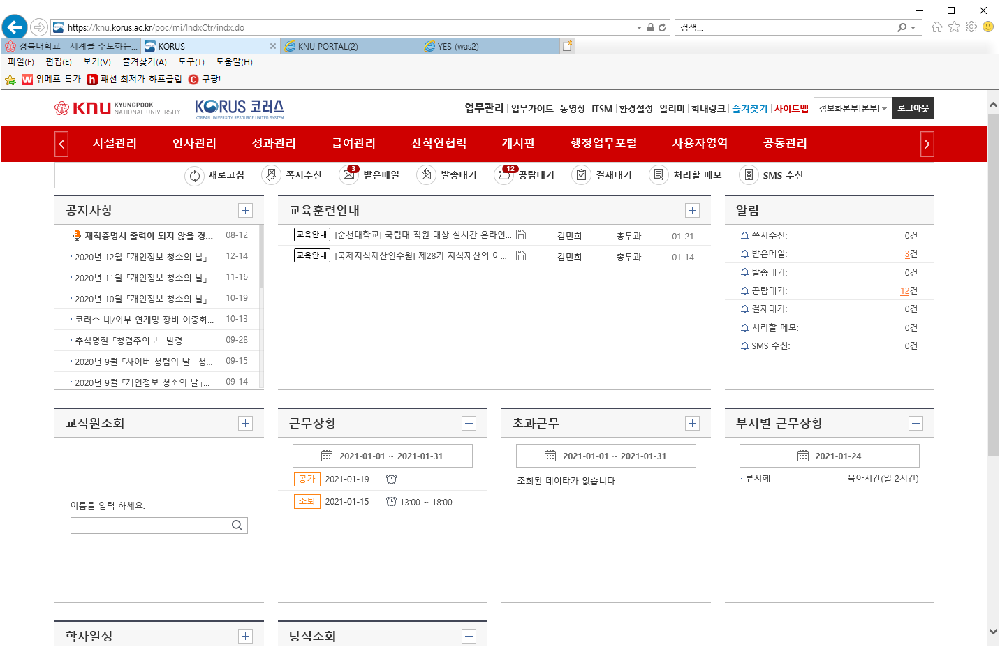 https://knu.korus.ac.kr/poc/mi/IndxCtr/indx.do
검색...
경북대학교 - 세계를 주도하는...
KORUS
KNU PORTAL(2)
YES (was2)
파일(F) 편집(E) 보기(V) 즐겨찾기(A) 도구(T) 도움말(H)
W 위메프-특가 h 패션 최저가-하프클럽 C 쿠팡!
KNU KYUNGPOOK NATIONAL UNIVERSITY
KORUS 코러스
KOREAN UNIVERSITY RESOURCE UNITED SYSTEM
업무관리 | 업무가이드 | 동영상 | ITSM | 환경설정 | 알리미 | 학내링크 | 즐겨찾기 | 사이트맵
정보화본부[본부]
로그아웃
시설관리 인사관리 성과관리 급여관리 산학연협력 게시판 행정업무포털 사용자영역 공통관리
새로고침 쪽지수신 3 받은메일 발송대기 12 공람대기 결재대기 처리할 메모 SMS 수신
공지사항
재직증명서 출력이 되지 않을 경... 08-12
· 2020년 12월 「개인정보 청소의 날」... 12-14
· 2020년 11월 「개인정보 청소의 날」... 11-16
· 2020년 10월 「개인정보 청소의 날」... 10-19
· 코러스 내/외부 연계망 장비 이중화... 10-13
· 추석명절 「청렴주의보」 발령 09-28
· 2020년 9월 「사이버 청렴의 날」 청... 09-15
· 2020년 9월 「개인정보 청소의 날」... 09-14
교육훈련안내
교육안내 [순천대학교] 국립대 직원 대상 실시간 온라인... 김민희 총무과 01-21
교육안내 [국제지식재산연수원] 제28기 지식재산의 이... 김민희 총무과 01-14
알림
쪽지수신: 0건
받은메일: 3건
발송대기: 0건
공람대기: 12건
결재대기: 0건
처리할 메모: 0건
SMS 수신: 0건
교직원조회
이름을 입력 하세요.
근무상황
2021-01-01 ~ 2021-01-31
공가 2021-01-19
조퇴 2021-01-15 13:00 ~ 18:00
초과근무
2021-01-01 ~ 2021-01-31
조회된 데이타가 없습니다.
부서별 근무상황
2021-01-24
· 류지혜 육아시간(일 2시간)
학사일정
당직조회